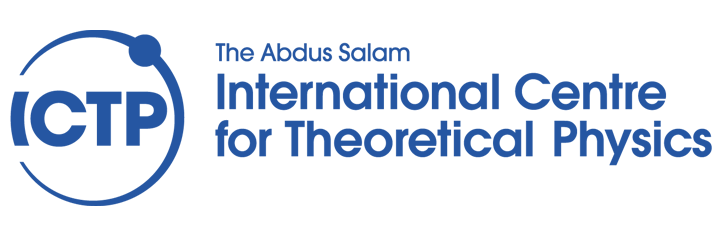 ICTP
The Abdus Salam
International Centre
for Theoretical Physics